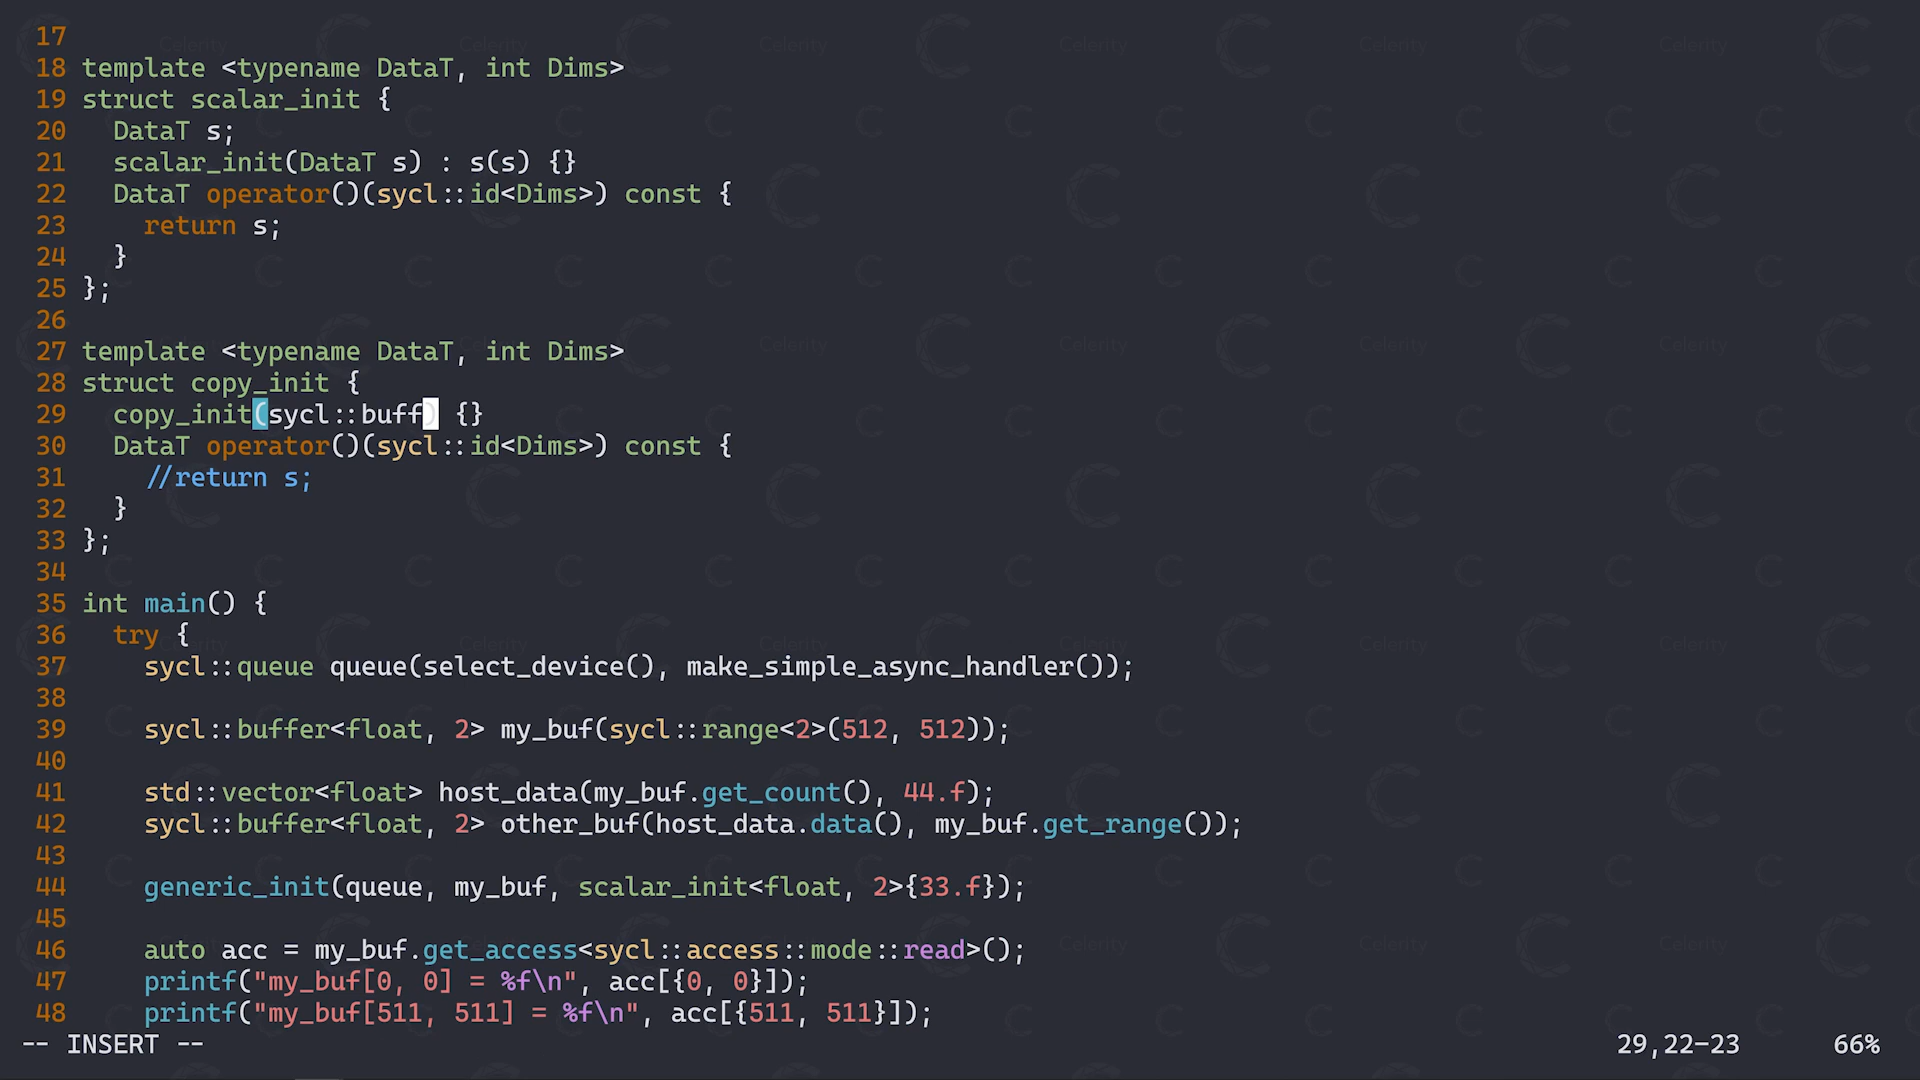 17
18 template <typename DataT, int Dims>
19 struct scalar_init {
20   DataT s;
21   scalar_init(DataT s) : s(s) {}
22   DataT operator()(sycl::id<Dims>) const {
23     return s;
24   }
25 };
26
27 template <typename DataT, int Dims>
28 struct copy_init {
29   copy_init(sycl::buff) {}
30   DataT operator()(sycl::id<Dims>) const {
31     //return s;
32   }
33 };
34
35 int main() {
36   try {
37     sycl::queue queue(select_device(), make_simple_async_handler());
38
39     sycl::buffer<float, 2> my_buf(sycl::range<2>(512, 512));
40
41     std::vector<float> host_data(my_buf.get_count(), 44.f);
42     sycl::buffer<float, 2> other_buf(host_data.data(), my_buf.get_range());
43
44     generic_init(queue, my_buf, scalar_init<float, 2>{33.f});
45
46     auto acc = my_buf.get_access<sycl::access::mode::read>();
47     printf("my_buf[0, 0] = %f\n", acc[{0, 0}]);
48     printf("my_buf[511, 511] = %f\n", acc[{511, 511}]);
-- INSERT -- 29,22-23 66%
Celerity